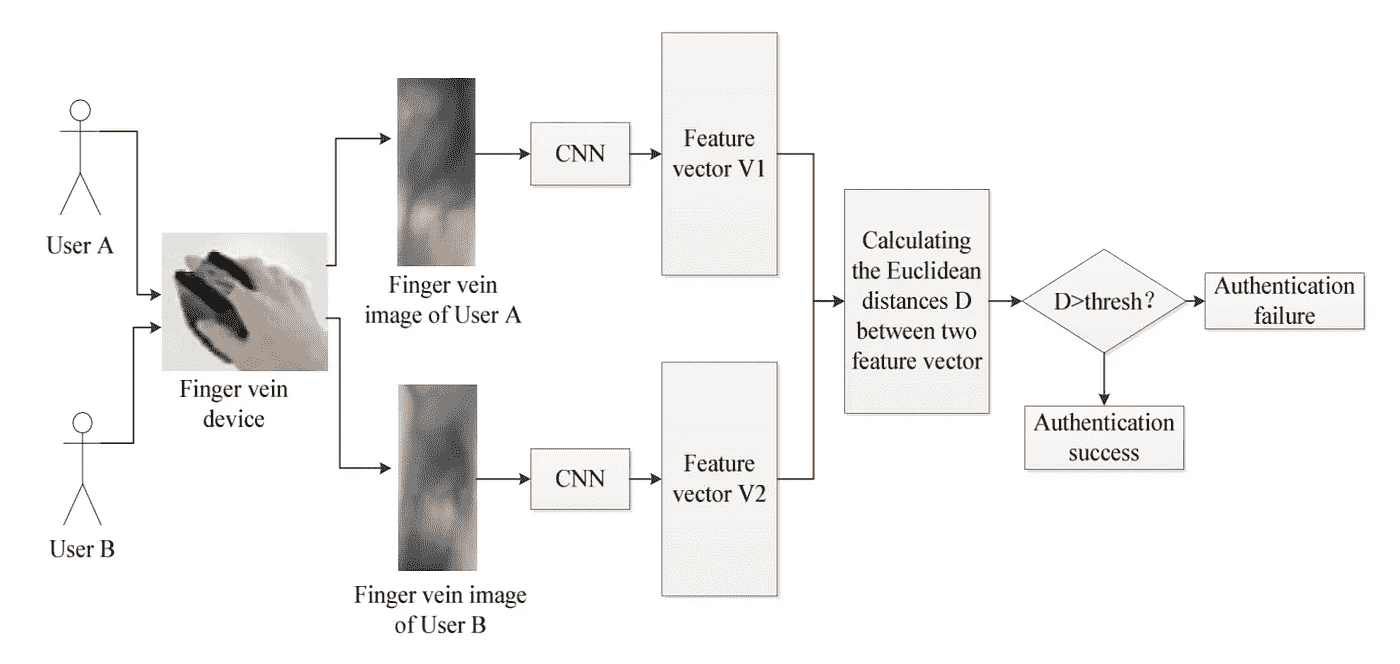 User A
User B
Finger vein
device
Finger vein
image of User A
Finger vein image
of User B
CNN
CNN
Feature
vector V1
Feature
vector V2
Calculating
the Euclidean
distances D
between two
feature vector
D>thresh?
Authentication
failure
Authentication
success